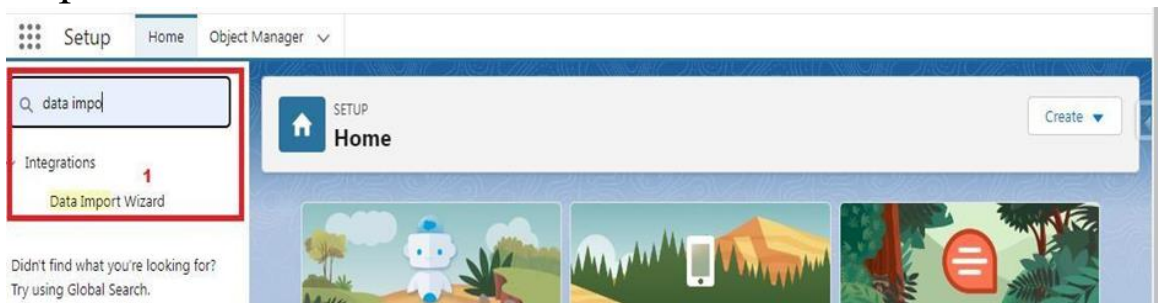 Setup Home Object Manager
data impo
SETUP
Home
Create
Integrations
1
Data Import Wizard
Didn't find what you're looking for?
Try using Global Search.